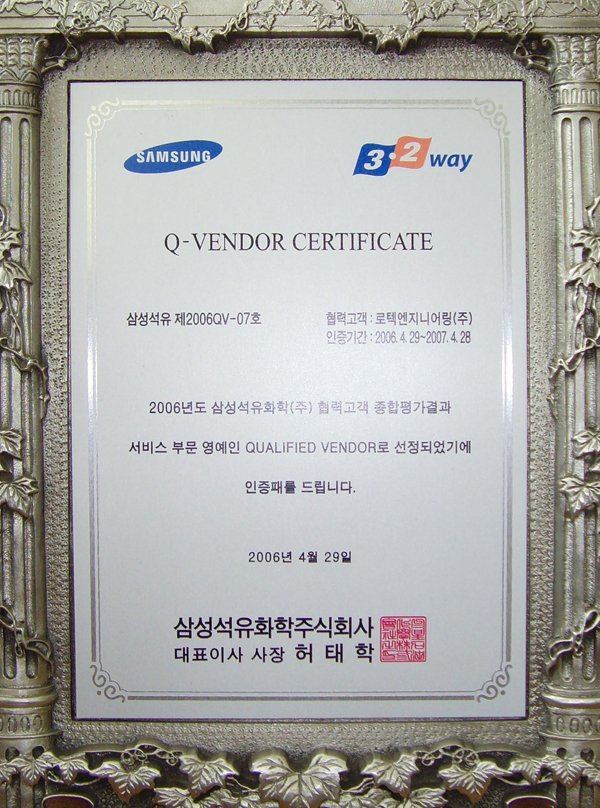 SAMSUNG
3·2 way
Q-VENDOR CERTIFICATE
삼성석유 제2006QV-07호
협력고객 : 로텍엔지니어링(주)
인증기간 : 2006. 4. 29~2007. 4. 28
2006년도 삼성석유화학(주) 협력고객 종합평가결과
서비스 부문 영예인 QUALIFIED VENDOR로 선정되었기에
인증패를 드립니다.
2006년 4월 29일
삼성석유화학주식회사
대표이사 사장 허 태 학